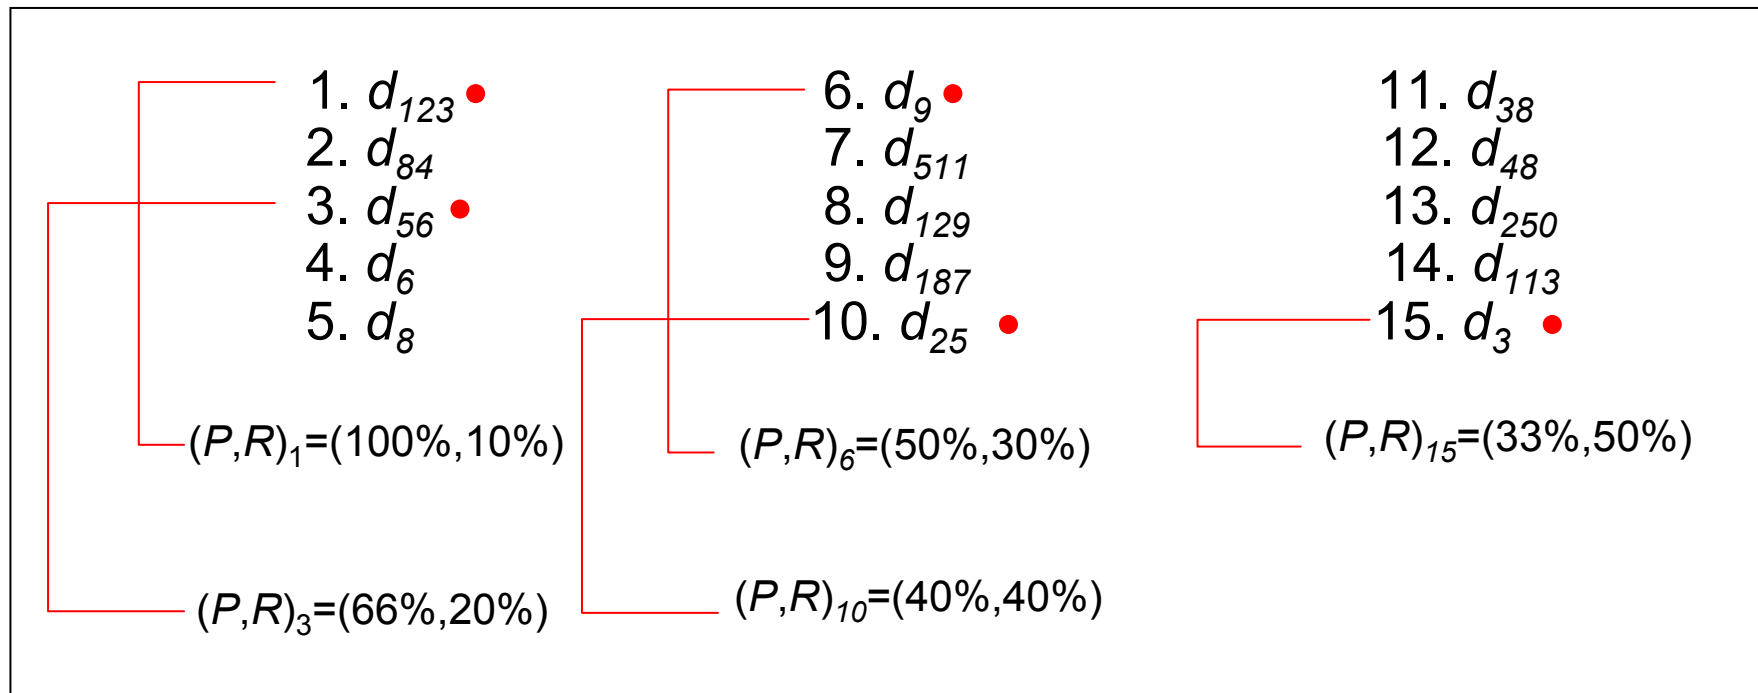 1. d123
2. d84
3. d56
4. d6
5. d8
(P,R)1=(100%,10%)
(P,R)3=(66%,20%)
6. d9
7. d511
8. d129
9. d187
10. d25
(P,R)6=(50%,30%)
(P,R)10=(40%,40%)
11. d38
12. d48
13. d250
14. d113
15. d3
(P,R)15=(33%,50%)